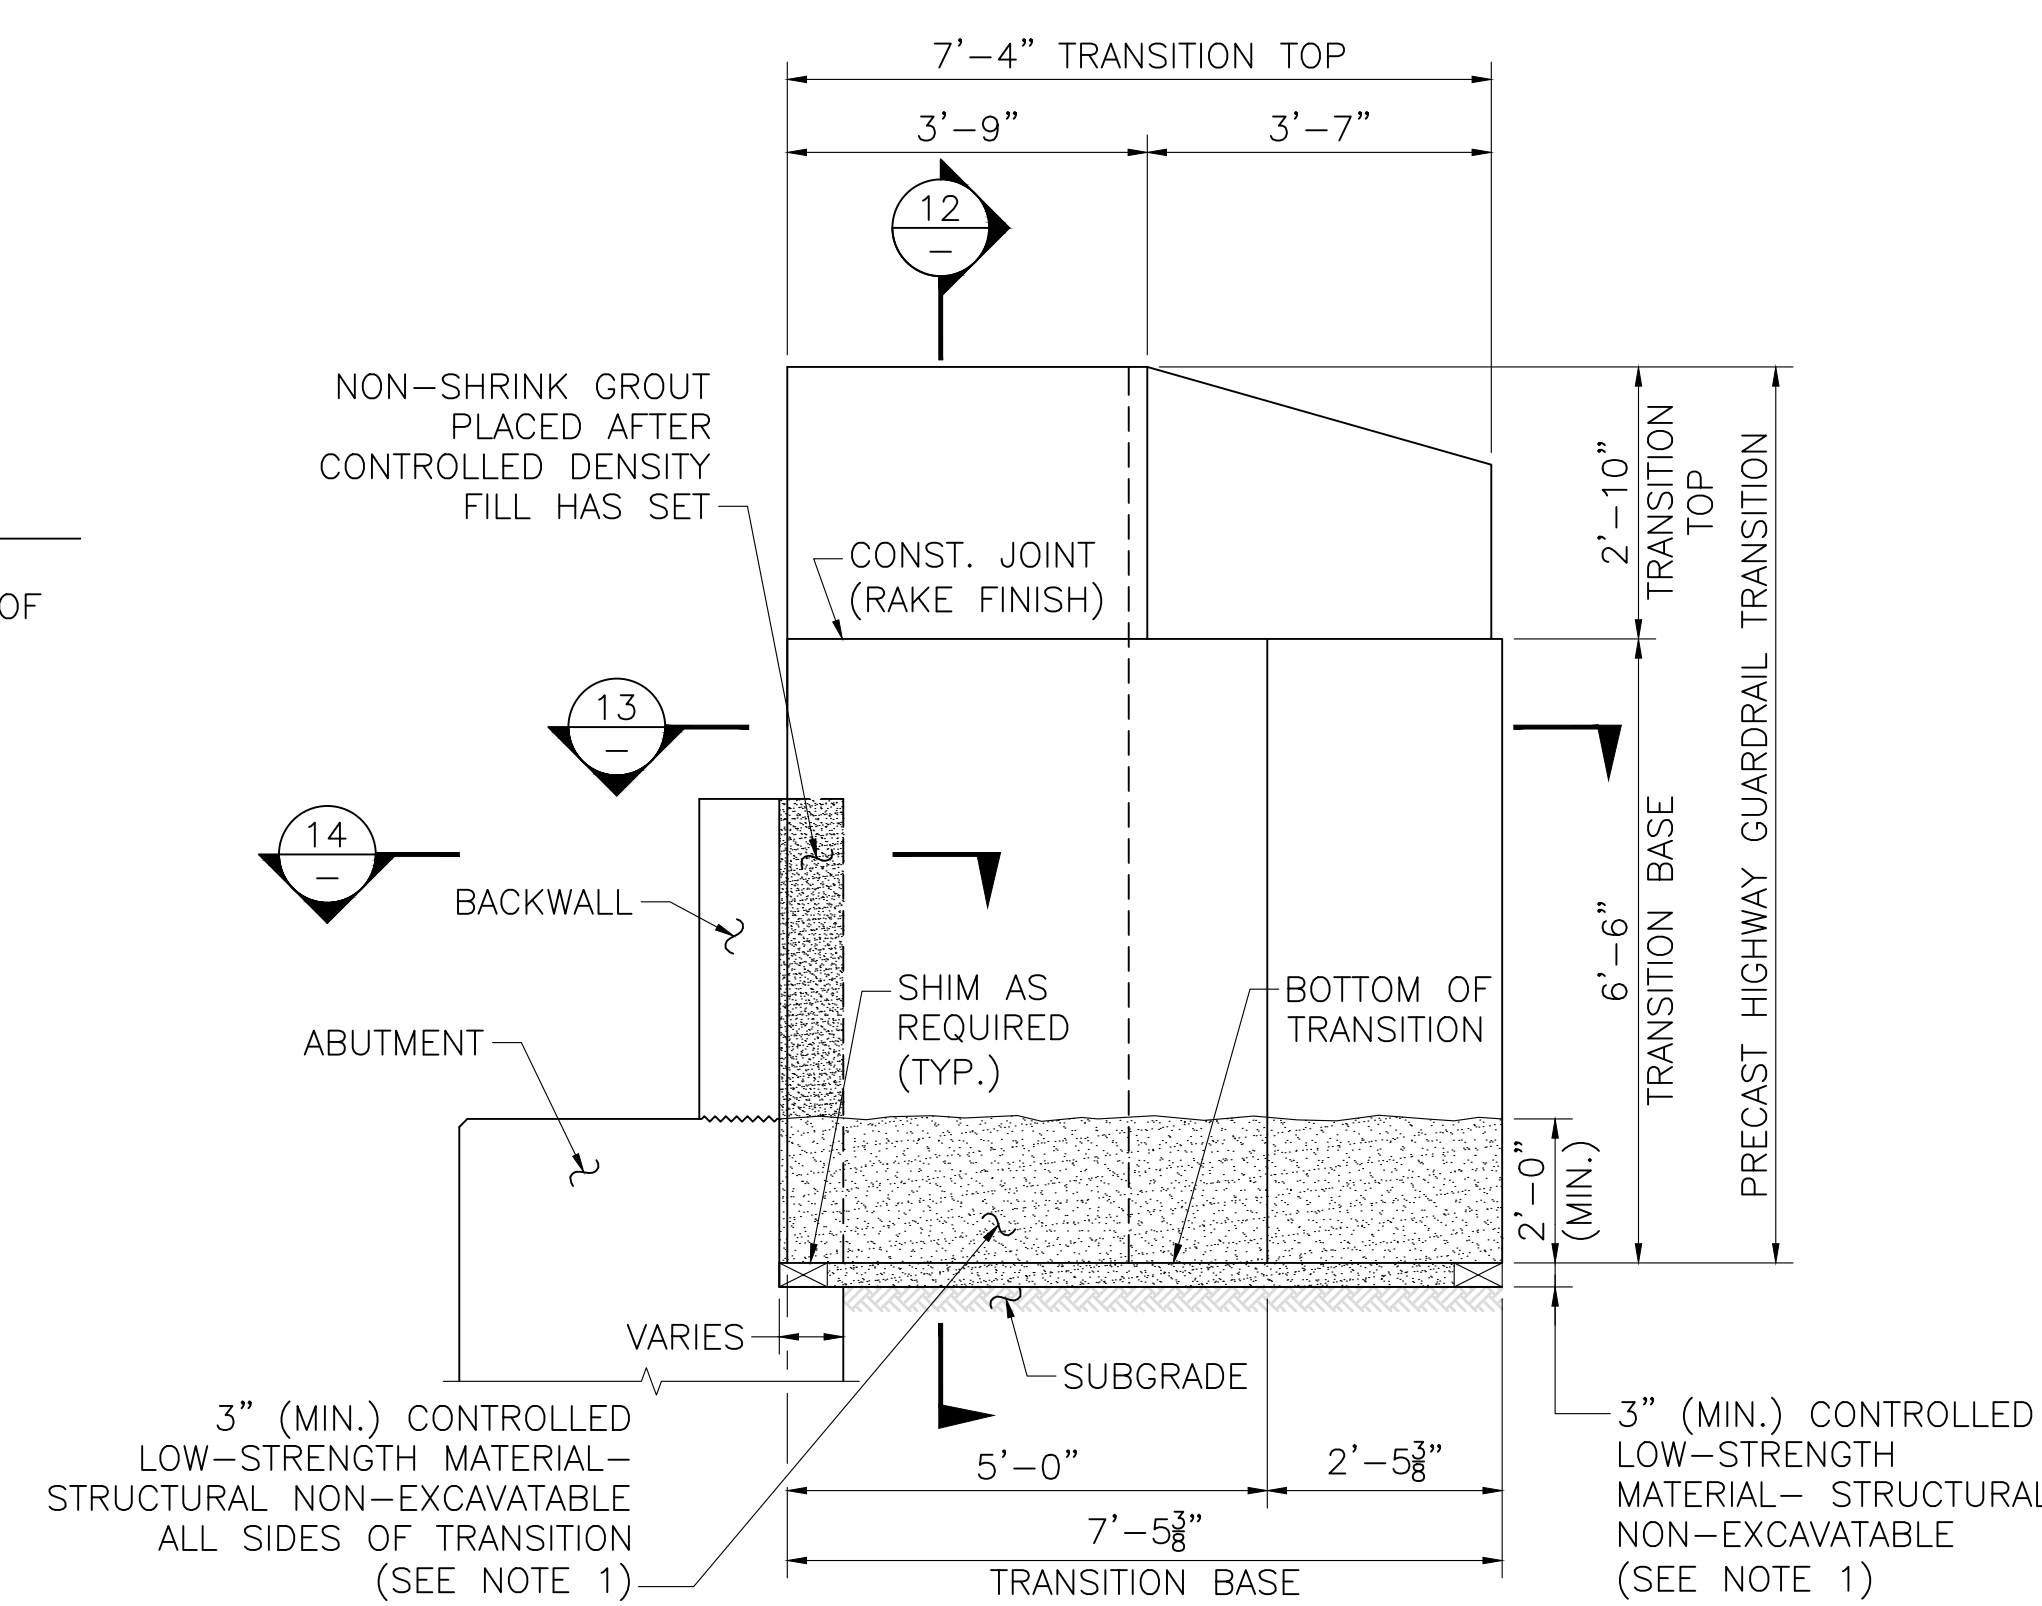 7'-4" TRANSITION TOP
3'-9"
3'-7"
12
-
NON-SHRINK GROUT
PLACED AFTER
CONTROLLED DENSITY
FILL HAS SET
CONST. JOINT
(RAKE FINISH)
2'-10"
TRANSITION
TOP
OF
13
-
14
-
BACKWALL
ABUTMENT
SHIM AS
REQUIRED
(TYP.)
BOTTOM OF
TRANSITION
6'-6"
TRANSITION BASE
PRECAST HIGHWAY GUARDRAIL TRANSITION
2'-0"
(MIN.)
VARIES
SUBGRADE
3" (MIN.) CONTROLLED
LOW-STRENGTH MATERIAL-
STRUCTURAL NON-EXCAVATABLE
ALL SIDES OF TRANSITION
(SEE NOTE 1)
5'-0"
2'-5⅜"
7'-5⅜"
TRANSITION BASE
3" (MIN.) CONTROLLED
LOW-STRENGTH
MATERIAL- STRUCTURAL
NON-EXCAVATABLE
(SEE NOTE 1)